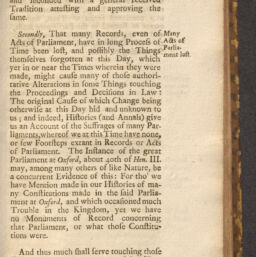 and founded with a general received
Tradition attesting and approving the
same.
Secondly, That many Records, even of
Acts of Parliament, have in long Process of
Time been lost, and possibly the Things
themselves forgotten at this Day, which
yet in or near the Times wherein they were
made, might cause many of those authori-
tative Alterations in some Things touching
the Proceedings and Decisions in Law:
The original Cause of which Change being
otherwise at this Day hid and unknown to
us; and indeed, Histories (and Annals) give
us an Account of the Suffrages of many Par-
liaments, whereof we at this Time have none,
or few Footsteps extant in Records or Acts
of Parliament. The Instance of the great
Parliament at Oxford, about 40th of Hen. III.
may, among many others of like Nature, be
a concurrent Evidence of this: For tho' we
have Mention made in our Histories of ma-
ny Constitutions made in the said Parlia-
ment at Oxford, and which occasioned much
Trouble in the Kingdom, yet we have
no Monuments of Record concerning
that Parliament, or what those Constitu-
tions were.
And thus much shall serve touching those
Many
Acts of
Parlia-
ment lost